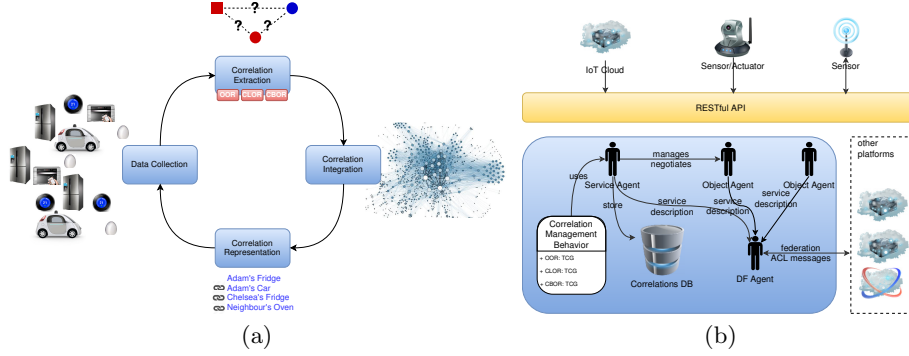 ? 
? ?
Correlation
Extraction
OOR CLOR CBOR
Data Collection
Correlation
Integration
Correlation
Representation
Adam's Fridge
Adam's Car
Chelsea's Fridge
Neighbour's Oven
(a)
IoT Cloud
Sensor/Actuator
Sensor
RESTful API
manages
negotiates
uses
Service Agent
Object Agent
Object Agent
store
service
description
service
description
service
description
Correlation
Management
Behavior
+ OOR: TCG
+ CLOR: TCG
+ CBOR: TCG
Correlations DB
DF Agent
federation
ACL messages
other
platforms
(b)